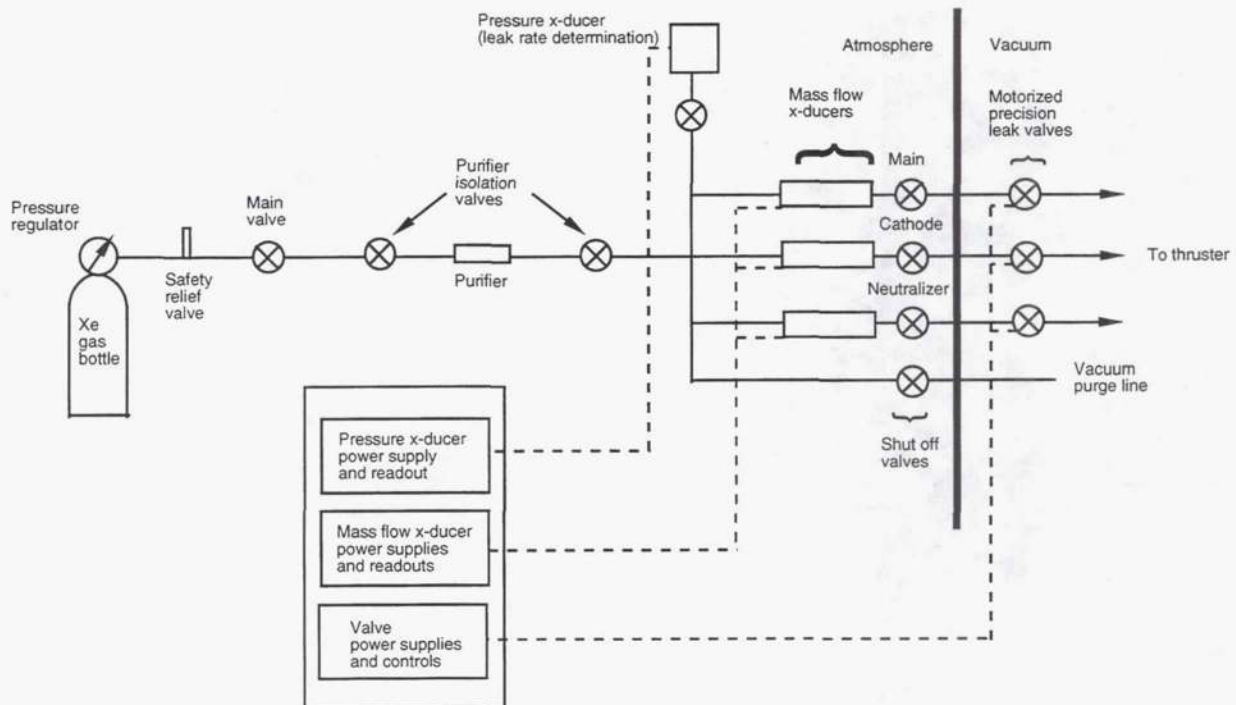 Pressure x-ducer
(leak rate determination)
Atmosphere
Vacuum
Mass flow
x-ducers
Motorized
precision
leak valves
Main
Purifier
isolation
valves
Pressure
regulator
Main
valve
Cathode
To thruster
Safety
relief
valve
Purifier
Neutralizer
Xe
gas
bottle
Vacuum
purge line
Shut off
valves
Pressure x-ducer
power supply
and readout
Mass flow x-ducer
power supplies
and readouts
Valve
power supplies
and controls